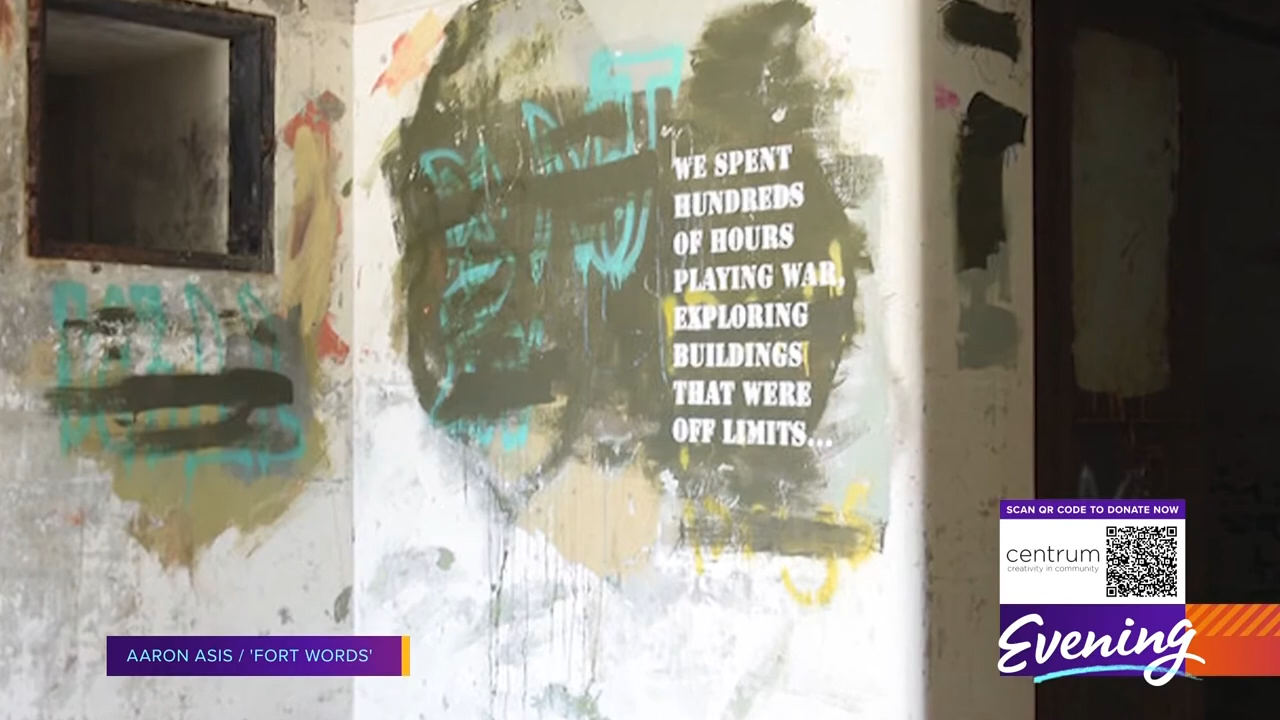 WE SPENT
HUNDREDS
OF HOURS
PLAYING WAR,
EXPLORING
BUILDINGS
THAT WERE
OFF LIMITS...
SCAN QR CODE TO DONATE NOW
centrum
creativity in community
Evening
AARON ASIS / 'FORT WORDS'